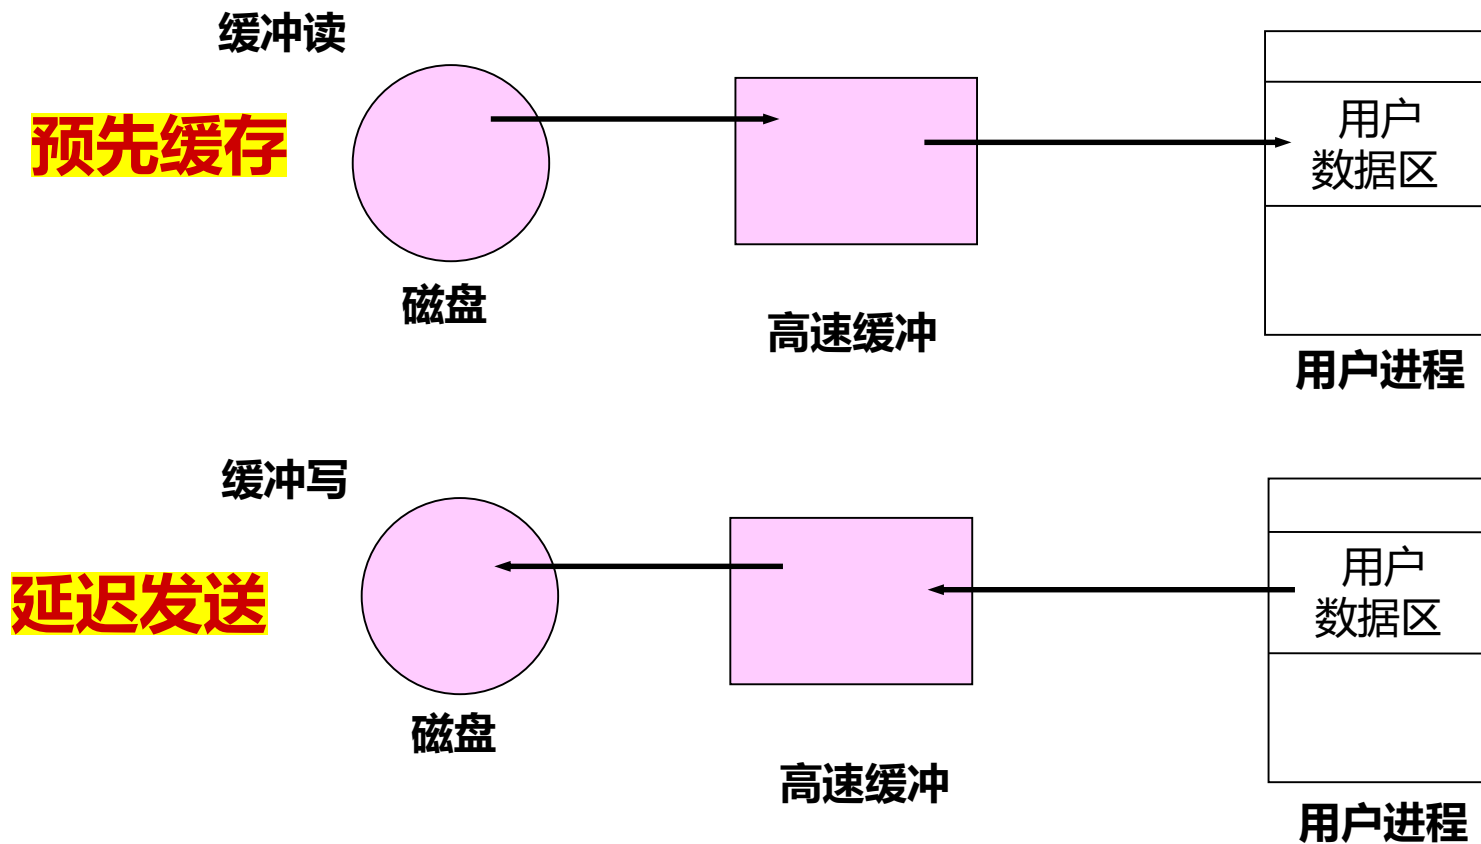 缓冲读
预先缓存
用户
数据区
磁盘
高速缓冲
用户进程
缓冲写
延迟发送
用户
数据区
磁盘
高速缓冲
用户进程